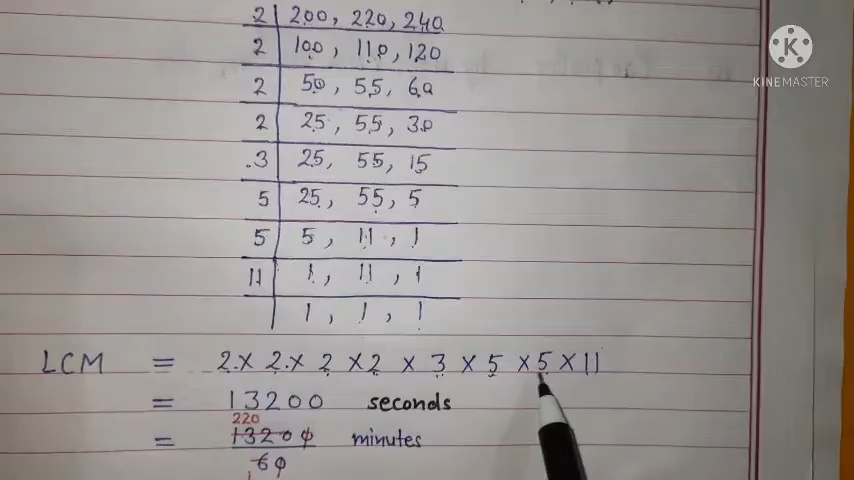 2 | 200, 220, 240
2 | 100, 110, 120
2 | 50, 55, 60
2 | 25, 55, 30
3 | 25, 55, 15
5 | 25, 55, 5
5 | 5, 11, 1
11 | 1, 11, 1
| 1, 1, 1
LCM = 2 × 2 × 2 × 2 × 3 × 5 × 5 × 11
= 13200 seconds
220
= 13200 minutes
60
K
KINEMASTER